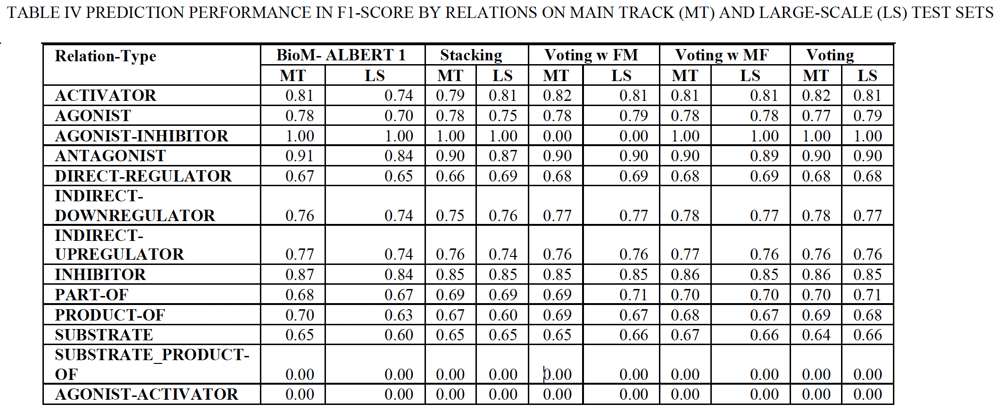 TABLE IV PREDICTION PERFORMANCE IN F1-SCORE BY RELATIONS ON MAIN TRACK (MT) AND LARGE-SCALE (LS) TEST SETS
Relation-Type BioM- ALBERT 1 Stacking Voting w FM Voting w MF Voting
MT LS MT LS MT LS MT LS MT LS
ACTIVATOR 0.81 0.74 0.79 0.81 0.82 0.81 0.81 0.81 0.82 0.81
AGONIST 0.78 0.70 0.78 0.75 0.78 0.79 0.78 0.78 0.77 0.79
AGONIST-INHIBITOR 1.00 1.00 1.00 1.00 0.00 0.00 1.00 1.00 1.00 1.00
ANTAGONIST 0.91 0.84 0.90 0.87 0.90 0.90 0.90 0.89 0.90 0.90
DIRECT-REGULATOR 0.67 0.65 0.66 0.69 0.68 0.69 0.68 0.69 0.68 0.68
INDIRECT-
DOWNREGULATOR 0.76 0.74 0.75 0.76 0.77 0.77 0.78 0.77 0.78 0.77
INDIRECT-
UPREGULATOR 0.77 0.74 0.76 0.74 0.76 0.76 0.77 0.76 0.76 0.76
INHIBITOR 0.87 0.84 0.85 0.85 0.85 0.85 0.86 0.85 0.86 0.85
PART-OF 0.68 0.67 0.69 0.69 0.69 0.71 0.70 0.70 0.70 0.71
PRODUCT-OF 0.70 0.63 0.67 0.60 0.69 0.67 0.68 0.67 0.69 0.68
SUBSTRATE 0.65 0.60 0.65 0.65 0.65 0.66 0.67 0.66 0.64 0.66
SUBSTRATE_PRODUCT-
OF 0.00 0.00 0.00 0.00 0.00 0.00 0.00 0.00 0.00 0.00
AGONIST-ACTIVATOR 0.00 0.00 0.00 0.00 0.00 0.00 0.00 0.00 0.00 0.00